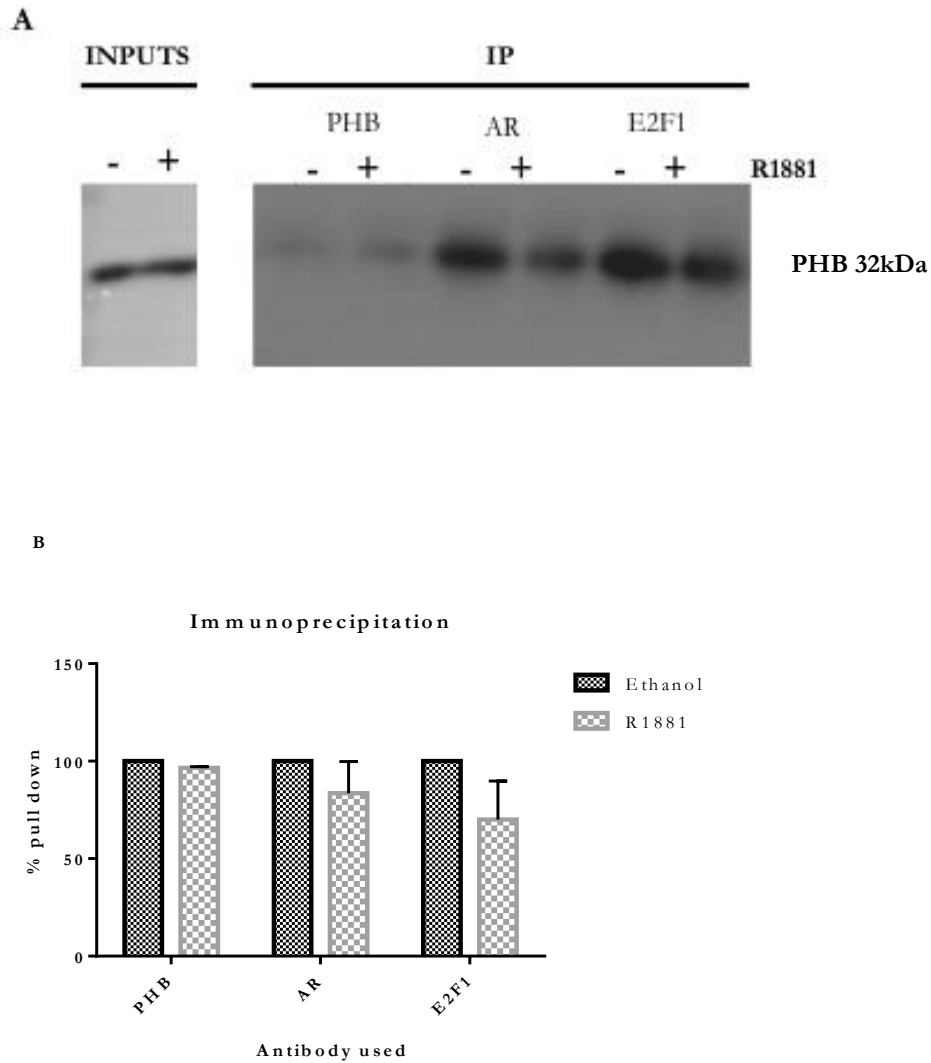 A
INPUTS
IP
PHB
AR
E2F1
- +
- +
- +
- +
R1881
PHB 32kDa
B
Immunoprecipitation
150
100
50
0
% pull down
Ethanol
R1881
PHB
AR
E2F1
Antibody used